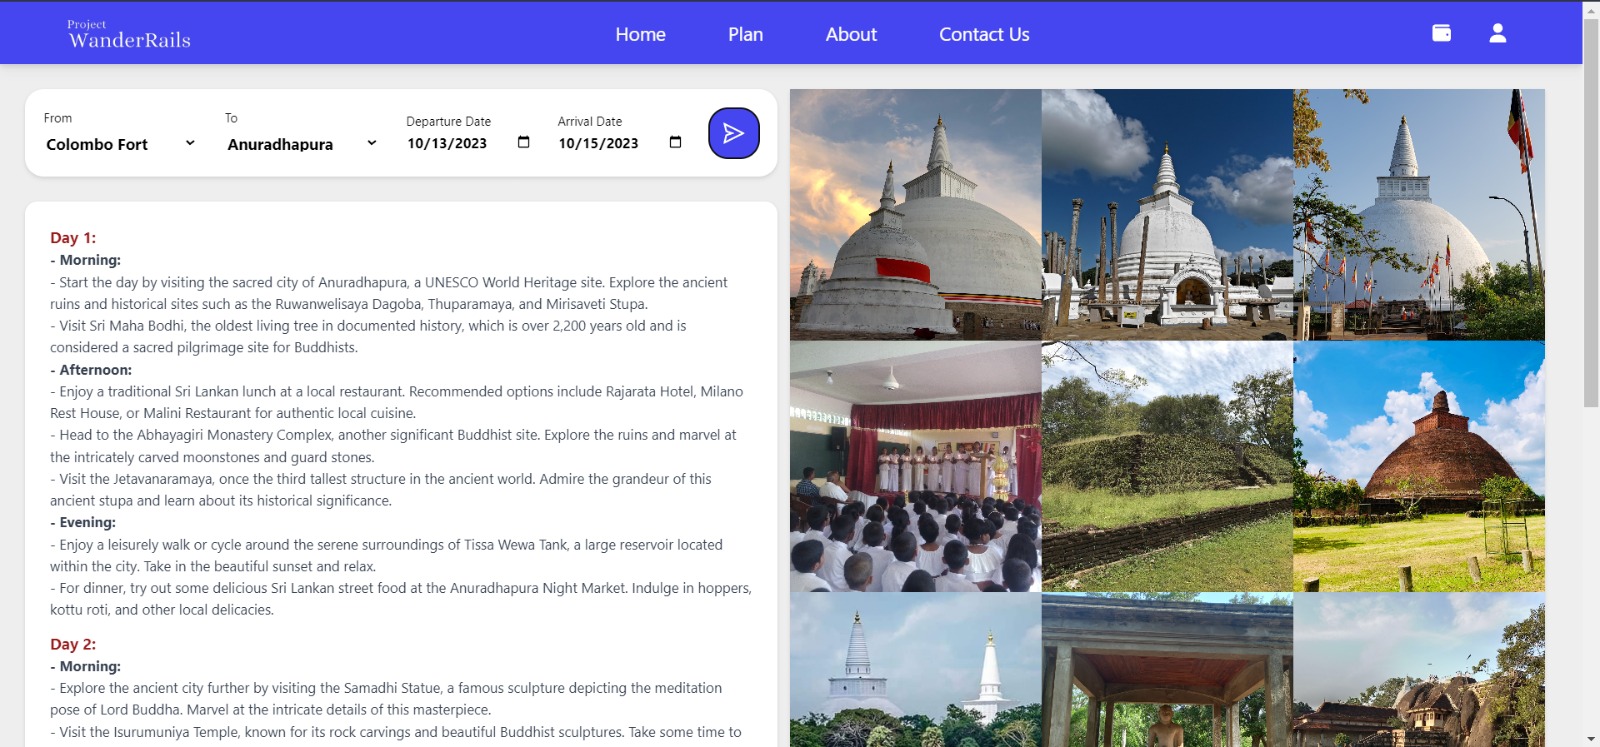 Project
WanderRails
Home
Plan
About
Contact Us
From
Colombo Fort
To
Anuradhapura
Departure Date
10/13/2023
Arrival Date
10/15/2023
Day 1:
- Morning:
- Start the day by visiting the sacred city of Anuradhapura, a UNESCO World Heritage site. Explore the ancient
ruins and historical sites such as the Ruwanwelisaya Dagoba, Thuparamaya, and Mirisaveti Stupa.
- Visit Sri Maha Bodhi, the oldest living tree in documented history, which is over 2,200 years old and is
considered a sacred pilgrimage site for Buddhists.
- Afternoon:
- Enjoy a traditional Sri Lankan lunch at a local restaurant. Recommended options include Rajarata Hotel, Milano
Rest House, or Malini Restaurant for authentic local cuisine.
- Head to the Abhayagiri Monastery Complex, another significant Buddhist site. Explore the ruins and marvel at
the intricately carved moonstones and guard stones.
- Visit the Jetavanaramaya, once the third tallest structure in the ancient world. Admire the grandeur of this
ancient stupa and learn about its historical significance.
- Evening:
- Enjoy a leisurely walk or cycle around the serene surroundings of Tissa Wewa Tank, a large reservoir located
within the city. Take in the beautiful sunset and relax.
- For dinner, try out some delicious Sri Lankan street food at the Anuradhapura Night Market. Indulge in hoppers,
kottu roti, and other local delicacies.
Day 2:
- Morning:
- Explore the ancient city further by visiting the Samadhi Statue, a famous sculpture depicting the meditation
pose of Lord Buddha. Marvel at the intricate details of this masterpiece.
- Visit the Isurumuniya Temple, known for its rock carvings and beautiful Buddhist sculptures. Take some time to